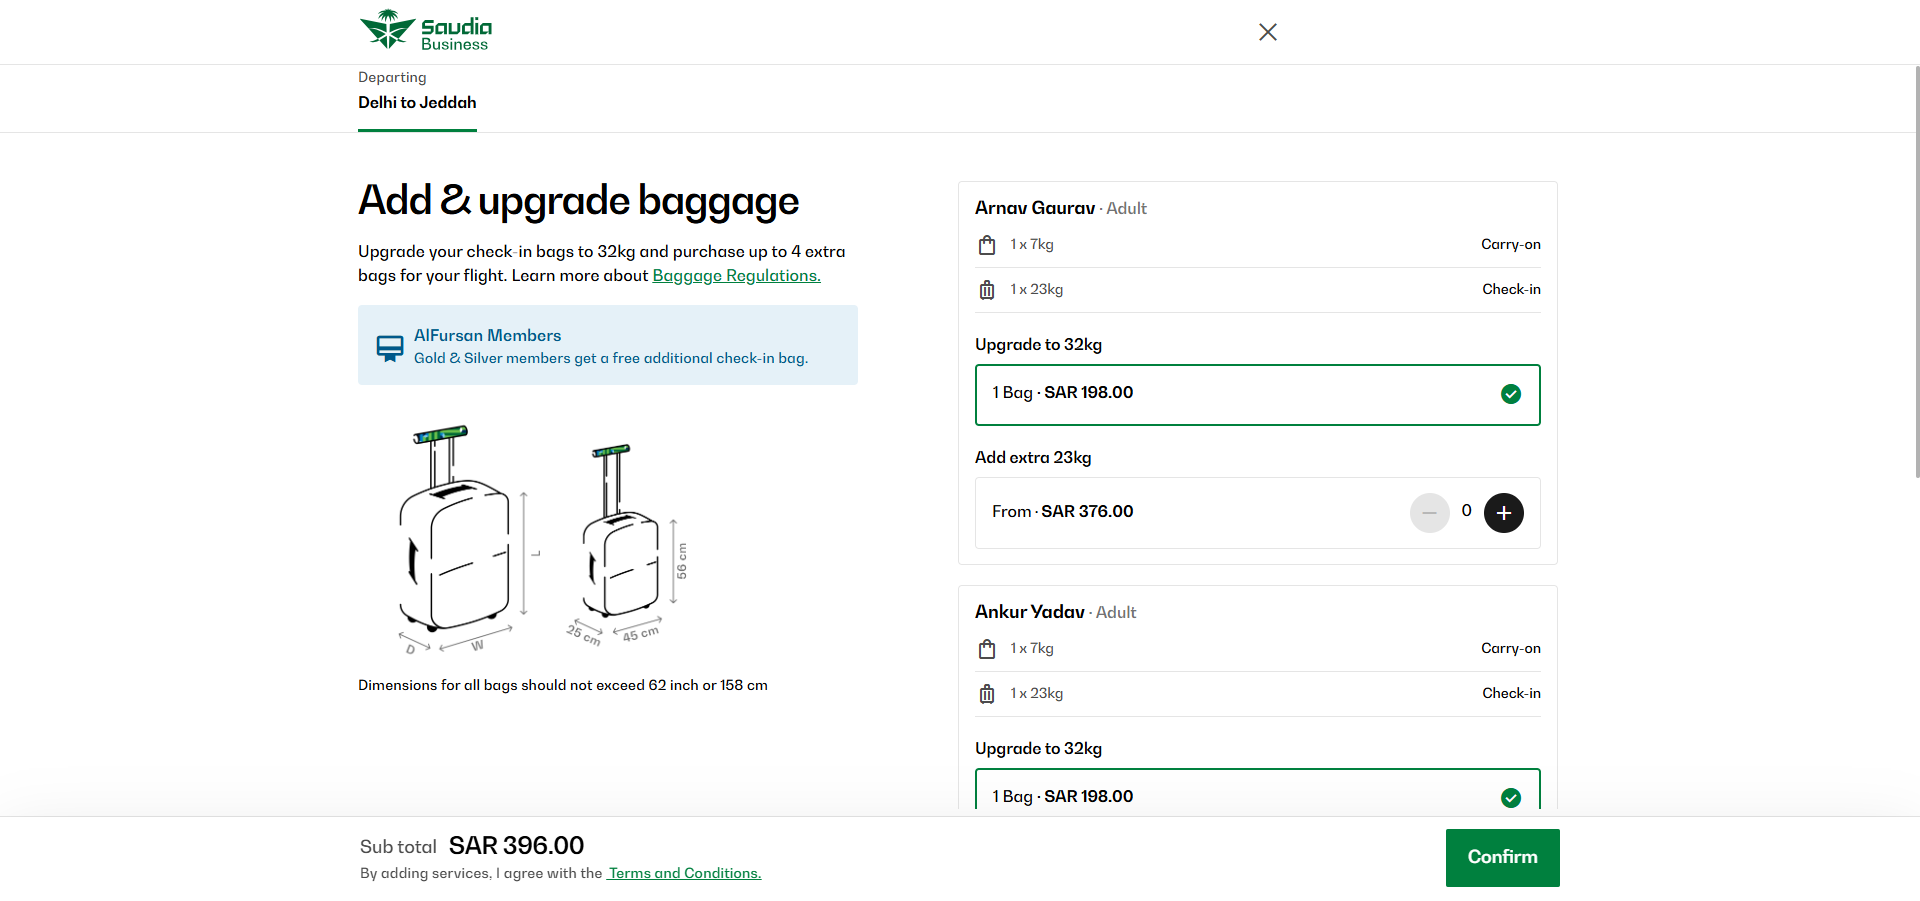 Saudia
Business
Departing
Delhi to Jeddah
Add & upgrade baggage
Upgrade your check-in bags to 32kg and purchase up to 4 extra
bags for your flight. Learn more about Baggage Regulations.
AlFursan Members
Gold & Silver members get a free additional check-in bag.
L
D
W
56 cm
25 cm
45 cm
Dimensions for all bags should not exceed 62 inch or 158 cm
Arnav Gaurav · Adult
1 x 7kg Carry-on
1 x 23kg Check-in
Upgrade to 32kg
1 Bag · SAR 198.00
Add extra 23kg
From · SAR 376.00 0
Ankur Yadav · Adult
1 x 7kg Carry-on
1 x 23kg Check-in
Upgrade to 32kg
1 Bag · SAR 198.00
Sub total SAR 396.00
By adding services, I agree with the Terms and Conditions.
Confirm